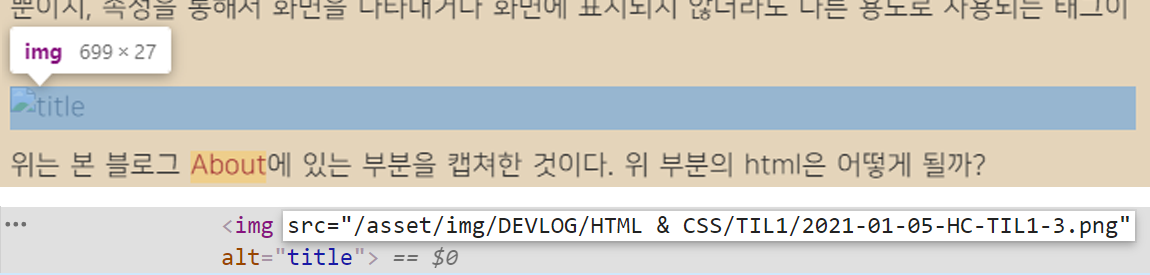 뿐이지, 속성을 통해서 화면을 나타내거나 화면에 표시되지 않더라도 다른 용도로 사용되는 태그이
img 699 × 27
title
위는 본 블로그 About에 있는 부분을 캡쳐한 것이다. 위 부분의 html은 어떻게 될까?
··· <img src="/asset/img/DEVLOG/HTML & CSS/TIL1/2021-01-05-HC-TIL1-3.png"
alt="title"> == $0